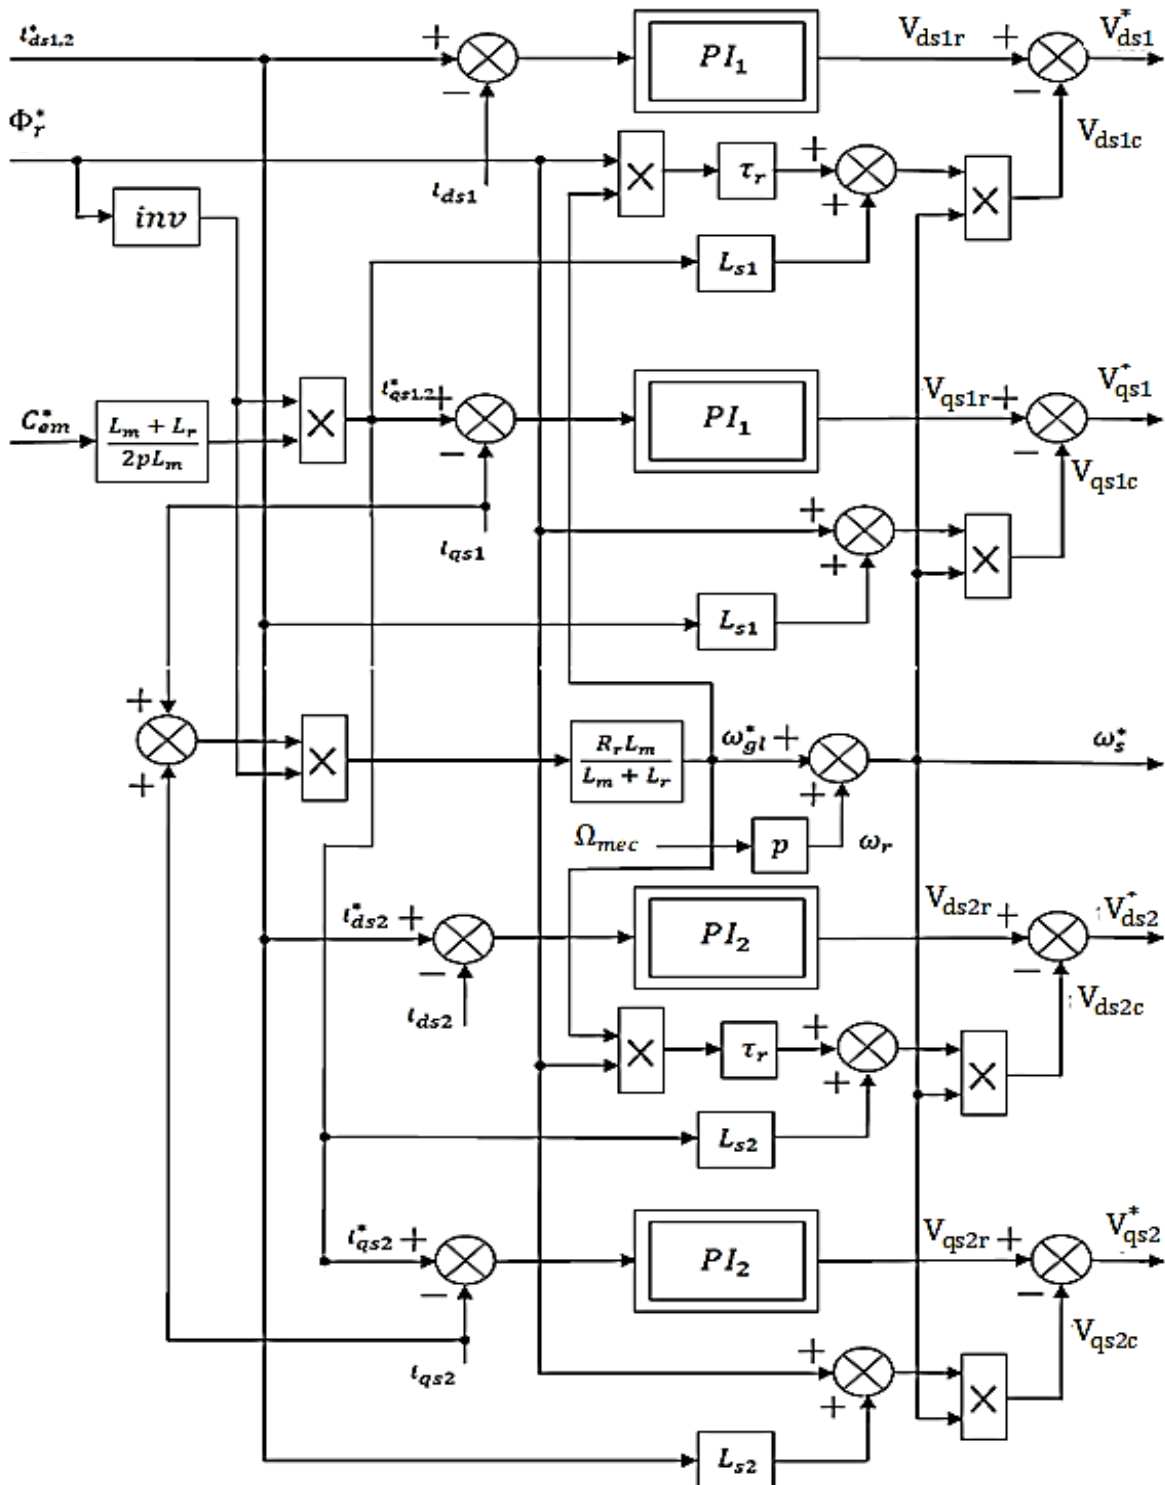 i*ds1,2 + − PI₁ Vds1r + − V*ds1
Φ*r
ids1 × τr + + × Vds1c
inv
Ls1
C*em (Lm + Lr)/(2pLm) × i*qs1,2 + − PI₁ Vqs1r + − V*qs1
Vqs1c
iqs1 + + ×
Ls1
+ + × (RrLm)/(Lm + Lr) ω*gl + + ω*s
Ωmec p ωr
i*ds2 + − PI₂ Vds2r + − V*ds2
ids2 Vds2c
× τr + + ×
Ls2
i*qs2 + − PI₂ Vqs2r + − V*qs2
Vqs2c
iqs2 + + ×
Ls2